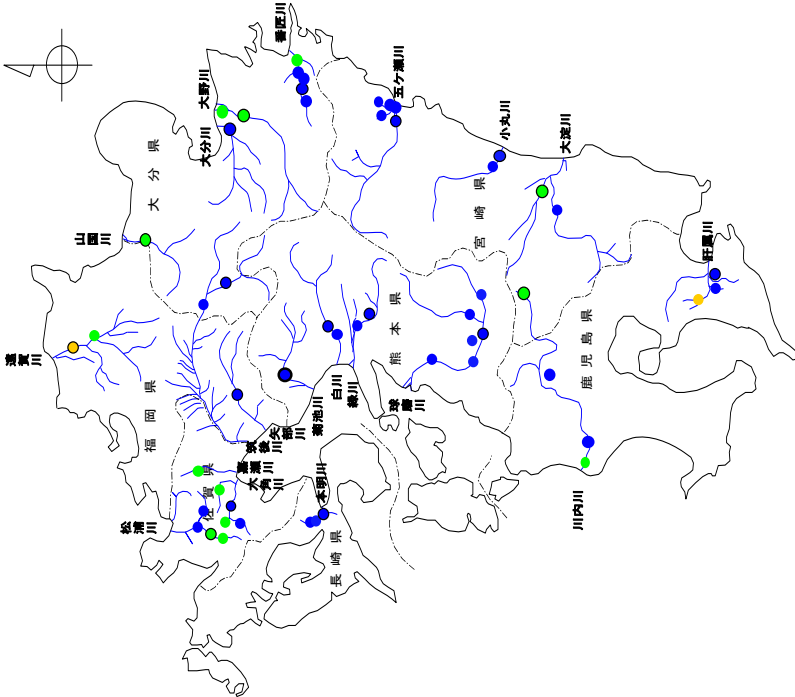 番匠川
大野川
大分川
五ケ瀬川
小丸川
大淀川
大分県
山国川
宮崎県
肝属川
遠賀川
福岡県
熊本県
鹿児島県
白川
緑川
菊池川
矢部川
筑後川
球磨川
嘉瀬川
六角川
本明川
佐賀県
松浦川
長崎県
川内川